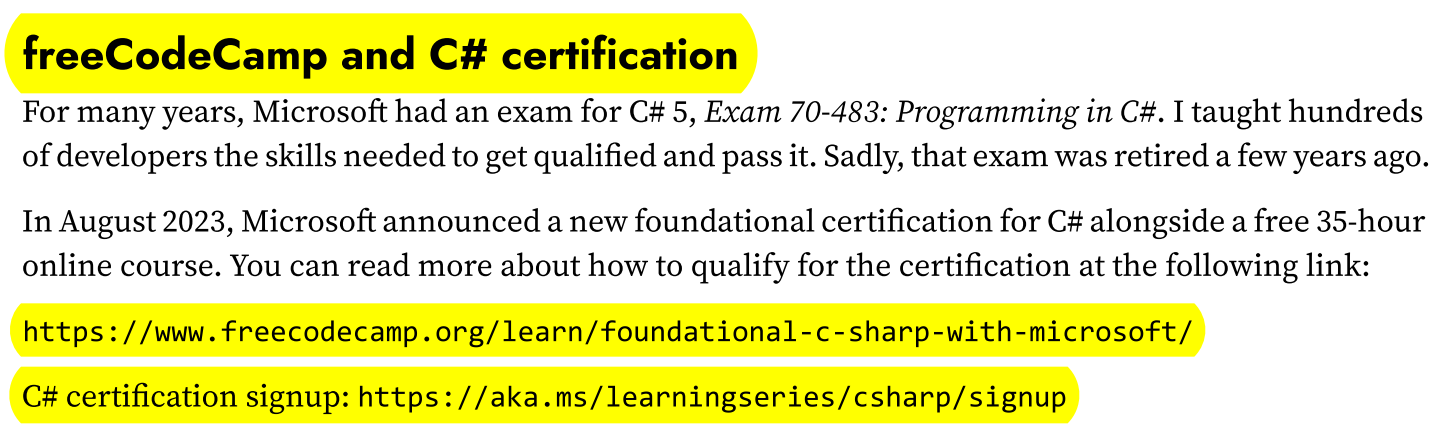 freeCodeCamp and C# certification
For many years, Microsoft had an exam for C# 5, Exam 70-483: Programming in C#. I taught hundreds
of developers the skills needed to get qualified and pass it. Sadly, that exam was retired a few years ago.
In August 2023, Microsoft announced a new foundational certification for C# alongside a free 35-hour
online course. You can read more about how to qualify for the certification at the following link:
https://www.freecodecamp.org/learn/foundational-c-sharp-with-microsoft/
C# certification signup: https://aka.ms/learningseries/csharp/signup